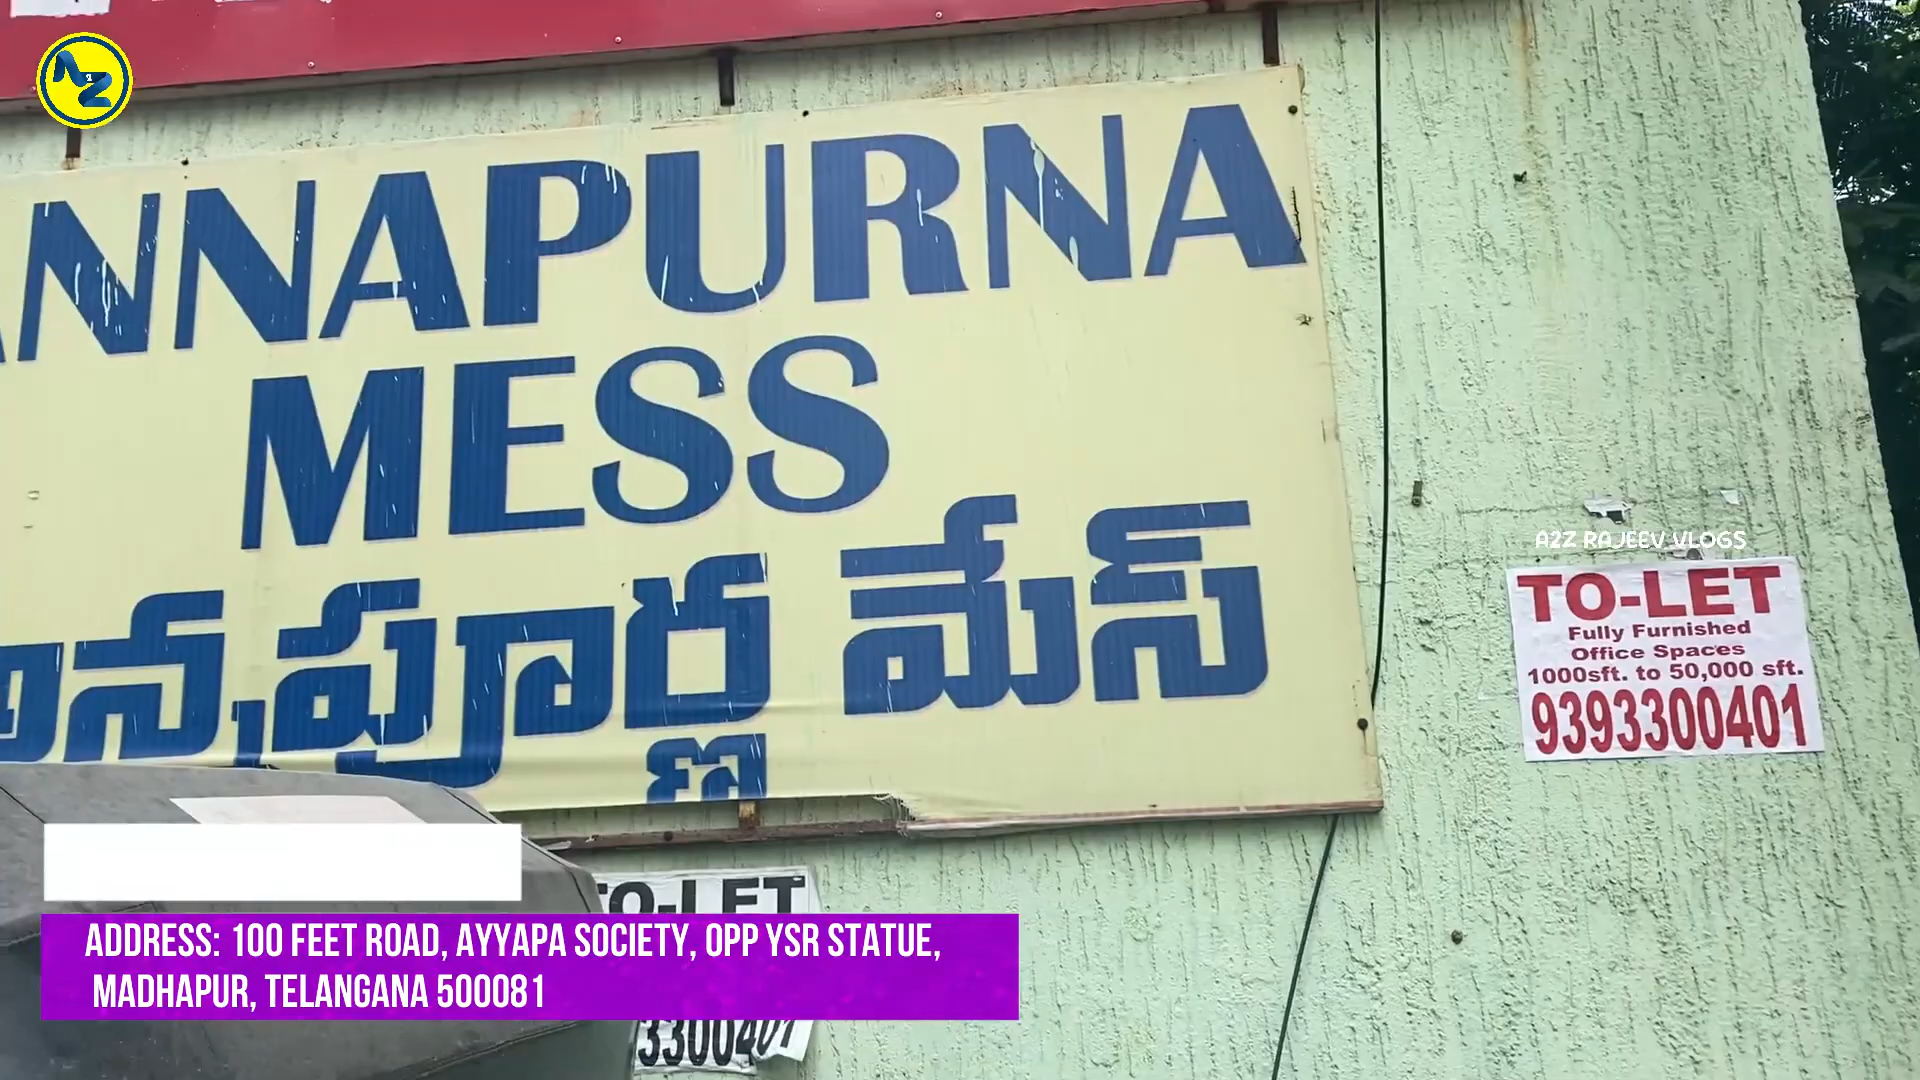 ANNAPURNA
MESS
అన్నపూర్ణ మేస్
A2Z RAJEEV VLOGS
TO-LET
Fully Furnished
Office Spaces
1000sft. to 50,000 sft.
9393300401
TO-LET
ADDRESS: 100 FEET ROAD, AYYAPA SOCIETY, OPP YSR STATUE,
MADHAPUR, TELANGANA 500081
3300401